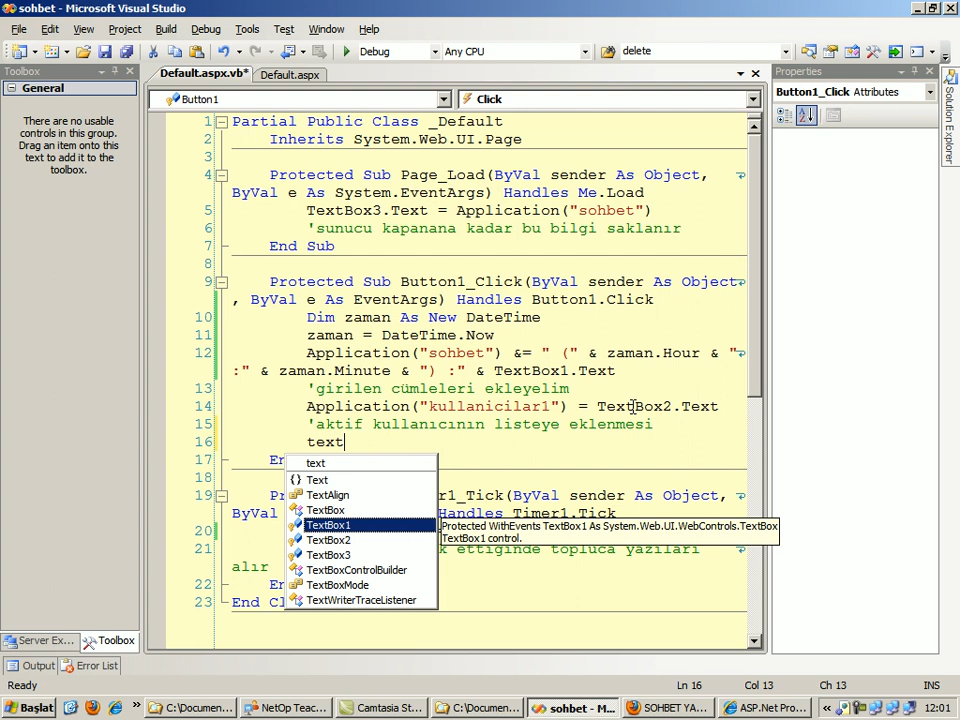 sohbet - Microsoft Visual Studio
File Edit View Project Build Debug Data Tools Test Window Help
Debug Any CPU delete
Toolbox
General
There are no usable
controls in this group.
Drag an item onto this
text to add it to the
toolbox.
Default.aspx.vb* Default.aspx
Button1 Click
1 Partial Public Class _Default
2 Inherits System.Web.UI.Page
3
4 Protected Sub Page_Load(ByVal sender As Object,
ByVal e As System.EventArgs) Handles Me.Load
5 TextBox3.Text = Application("sohbet")
6 'sunucu kapanana kadar bu bilgi saklanır
7 End Sub
8
9 Protected Sub Button1_Click(ByVal sender As Object
, ByVal e As EventArgs) Handles Button1.Click
10 Dim zaman As New DateTime
11 zaman = DateTime.Now
12 Application("sohbet") &= " (" & zaman.Hour & "
:" & zaman.Minute & ") :" & TextBox1.Text
13 'girilen cümleleri ekleyelim
14 Application("kullanicilar1") = TextBox2.Text
15 'aktif kullanıcının listeye eklenmesi
16 text
17 En
18
19 Pr er1_Tick(ByVal sender As Object,
ByVal Handles Timer1.Tick
20
21 k ettiğinde topluca yazıları
alır
22 En
23 End Cl
text
Text
TextAlign
TextBox
TextBox1
TextBox2
TextBox3
TextBoxControlBuilder
TextBoxMode
TextWriterTraceListener
Protected WithEvents TextBox1 As System.Web.UI.WebControls.TextBox
TextBox1 control.
Properties
Button1_Click Attributes
Solution Explorer
Server Ex... Toolbox
Output Error List
Ready Ln 16 Col 13 Ch 13 INS
Başlat C:\Documen... NetOp Teac... Camtasia St... C:\Documen... sohbet - M... SOHBET YA... ASP.Net Pro... 12:01